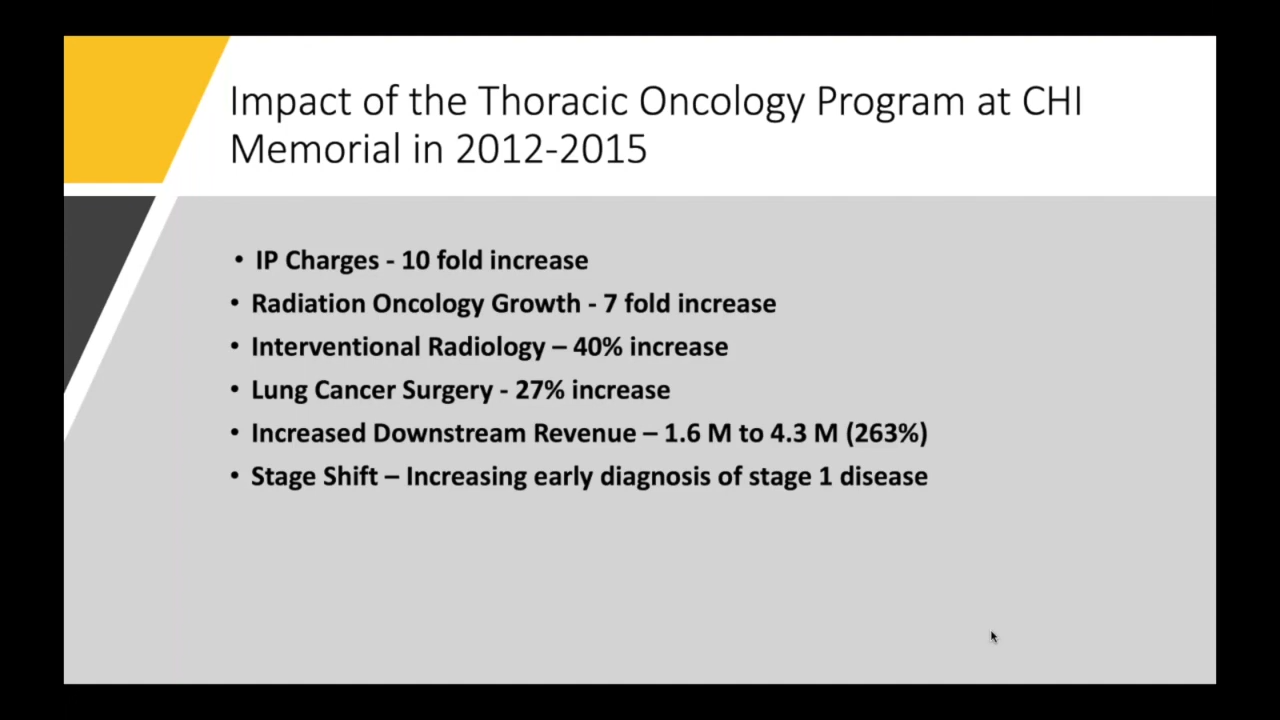 Impact of the Thoracic Oncology Program at CHI
Memorial in 2012-2015
• IP Charges - 10 fold increase
• Radiation Oncology Growth - 7 fold increase
• Interventional Radiology – 40% increase
• Lung Cancer Surgery - 27% increase
• Increased Downstream Revenue – 1.6 M to 4.3 M (263%)
• Stage Shift – Increasing early diagnosis of stage 1 disease